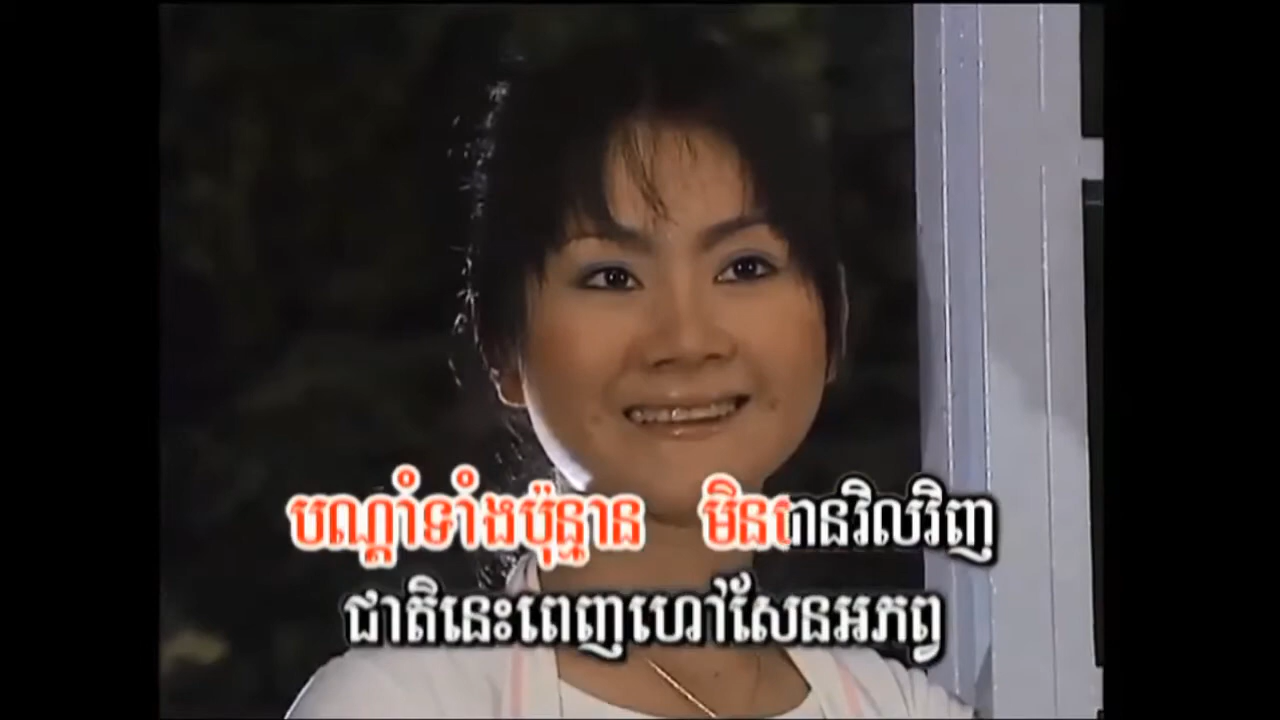 បណ្ដាំទាំងប៉ុន្មាន មិនបានវិលវិញ
ជាតិនេះពេញហៅសែនអភព្វ